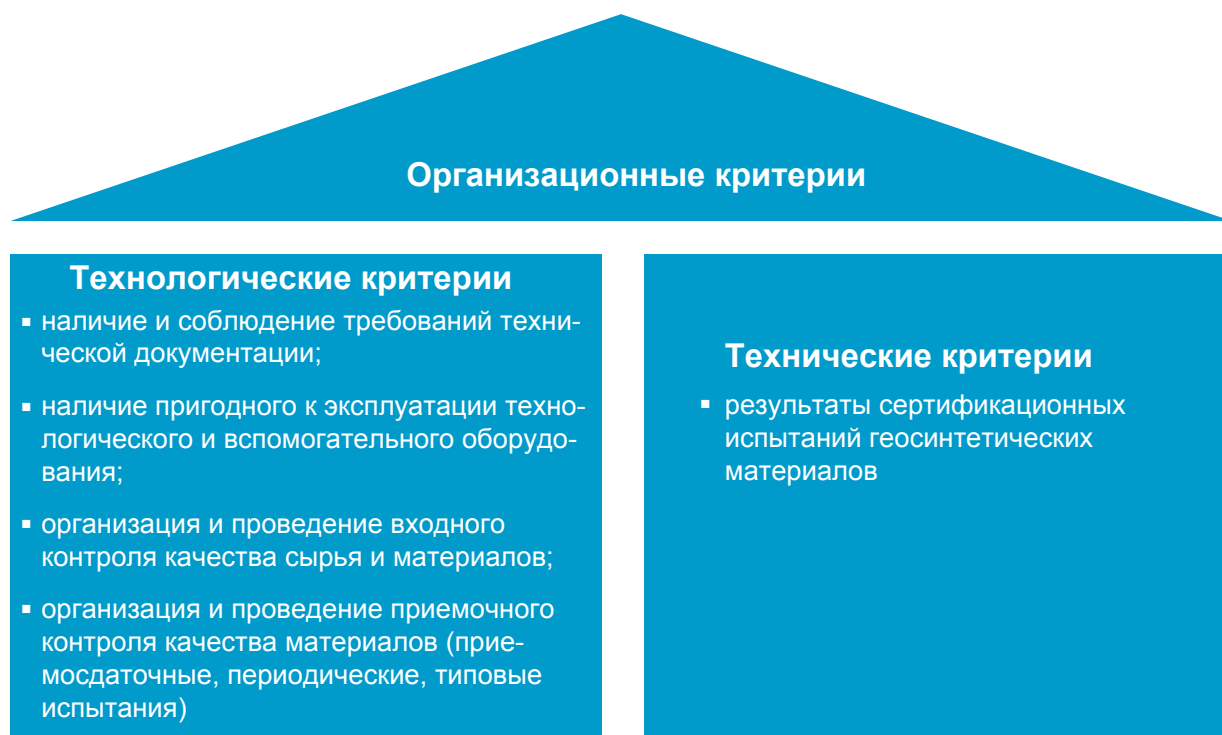 Организационные критерии
Технологические критерии
▪ наличие и соблюдение требований техни-
ческой документации;
▪ наличие пригодного к эксплуатации техно-
логического и вспомогательного оборудо-
вания;
▪ организация и проведение входного
контроля качества сырья и материалов;
▪ организация и проведение приемочного
контроля качества материалов (прие-
мосдаточные, периодические, типовые
испытания)
Технические критерии
▪ результаты сертификационных
испытаний геосинтетических
материалов